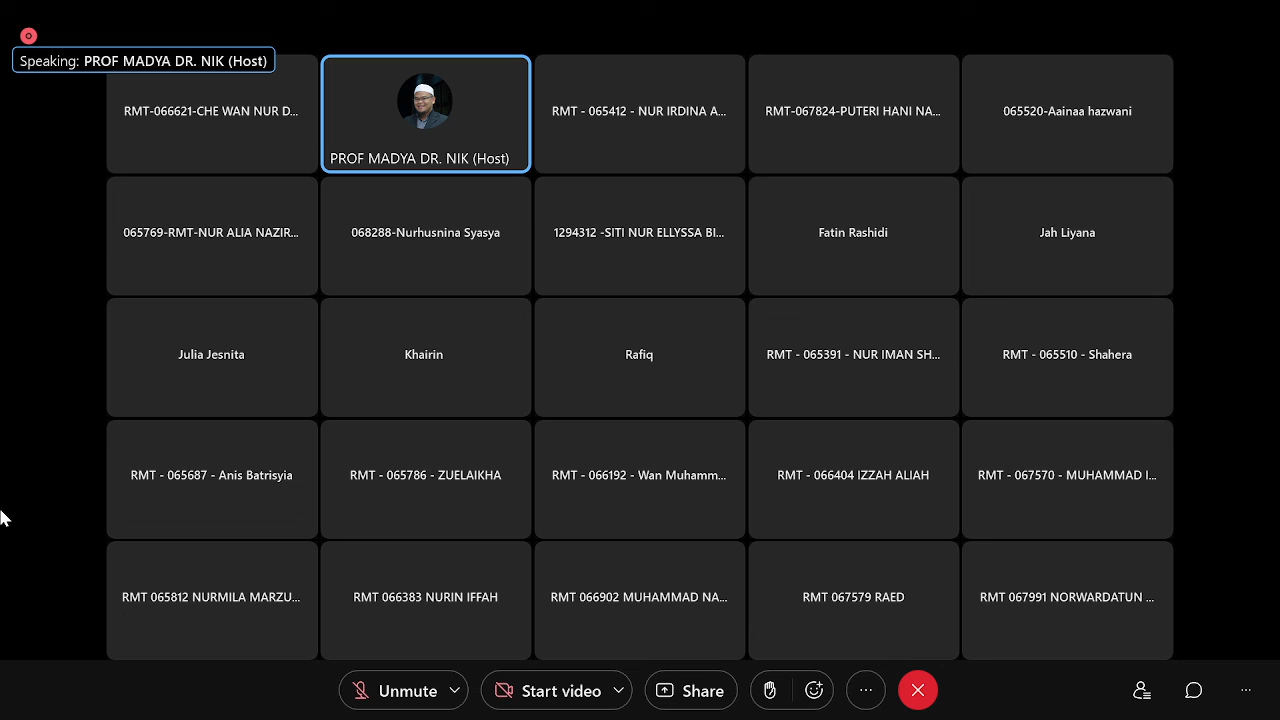 Speaking: PROF MADYA DR. NIK (Host)
RMT-066621-CHE WAN NUR D...
PROF MADYA DR. NIK (Host)
RMT - 065412 - NUR IRDINA A...
RMT-067824-PUTERI HANI NA...
065520-Aainaa hazwani
065769-RMT-NUR ALIA NAZIR...
068288-Nurhusnina Syasya
1294312 -SITI NUR ELLYSSA BI...
Fatin Rashidi
Jah Liyana
Julia Jesnita
Khairin
Rafiq
RMT - 065391 - NUR IMAN SH...
RMT - 065510 - Shahera
RMT - 065687 - Anis Batrisyia
RMT - 065786 - ZUELAIKHA
RMT - 066192 - Wan Muhamm...
RMT - 066404 IZZAH ALIAH
RMT - 067570 - MUHAMMAD I...
RMT 065812 NURMILA MARZU...
RMT 066383 NURIN IFFAH
RMT 066902 MUHAMMAD NA...
RMT 067579 RAED
RMT 067991 NORWARDATUN ...
Unmute
Start video
Share